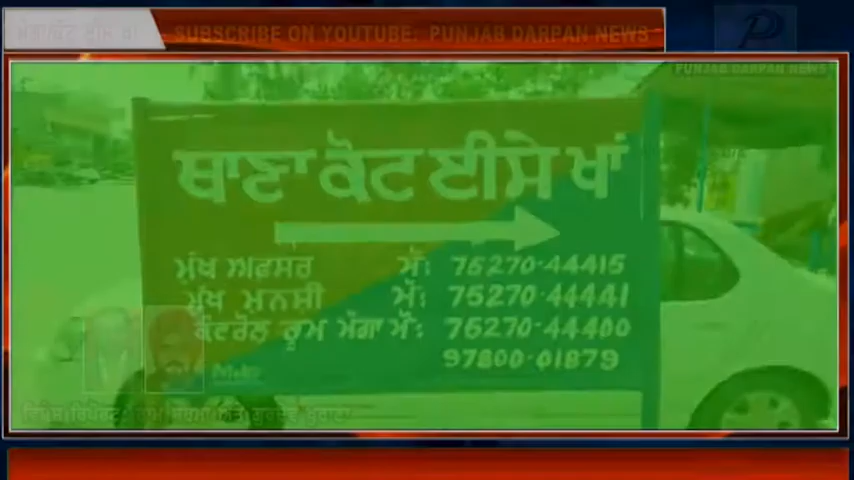 SUBSCRIBE ON YOUTUBE: PUNJAB DARPAN NEWS
PUNJAB DARPAN NEWS
ਥਾਣਾ ਕੋਟ ਈਸੇ ਖਾਂ
ਮੁੱਖ ਅਫਸਰ ਮੋ: 75270-44415
ਮੁੱਖ ਮੁਨਸ਼ੀ ਮੋ: 75270-44441
ਕੰਟਰੋਲ ਰੂਮ ਮੋਗਾ ਮੋ: 75270-44400
97800-01879